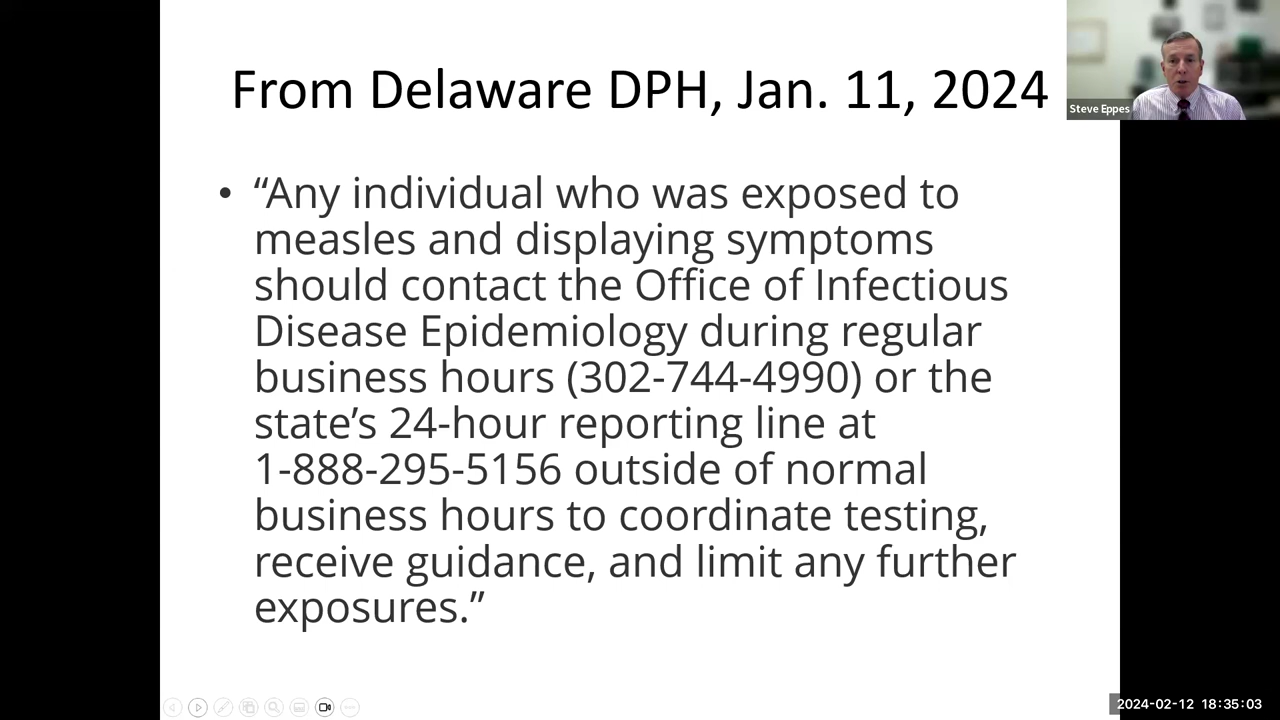 From Delaware DPH, Jan. 11, 2024
Steve Eppes
• “Any individual who was exposed to
measles and displaying symptoms
should contact the Office of Infectious
Disease Epidemiology during regular
business hours (302-744-4990) or the
state’s 24-hour reporting line at
1-888-295-5156 outside of normal
business hours to coordinate testing,
receive guidance, and limit any further
exposures.”
2024-02-12 18:35:03